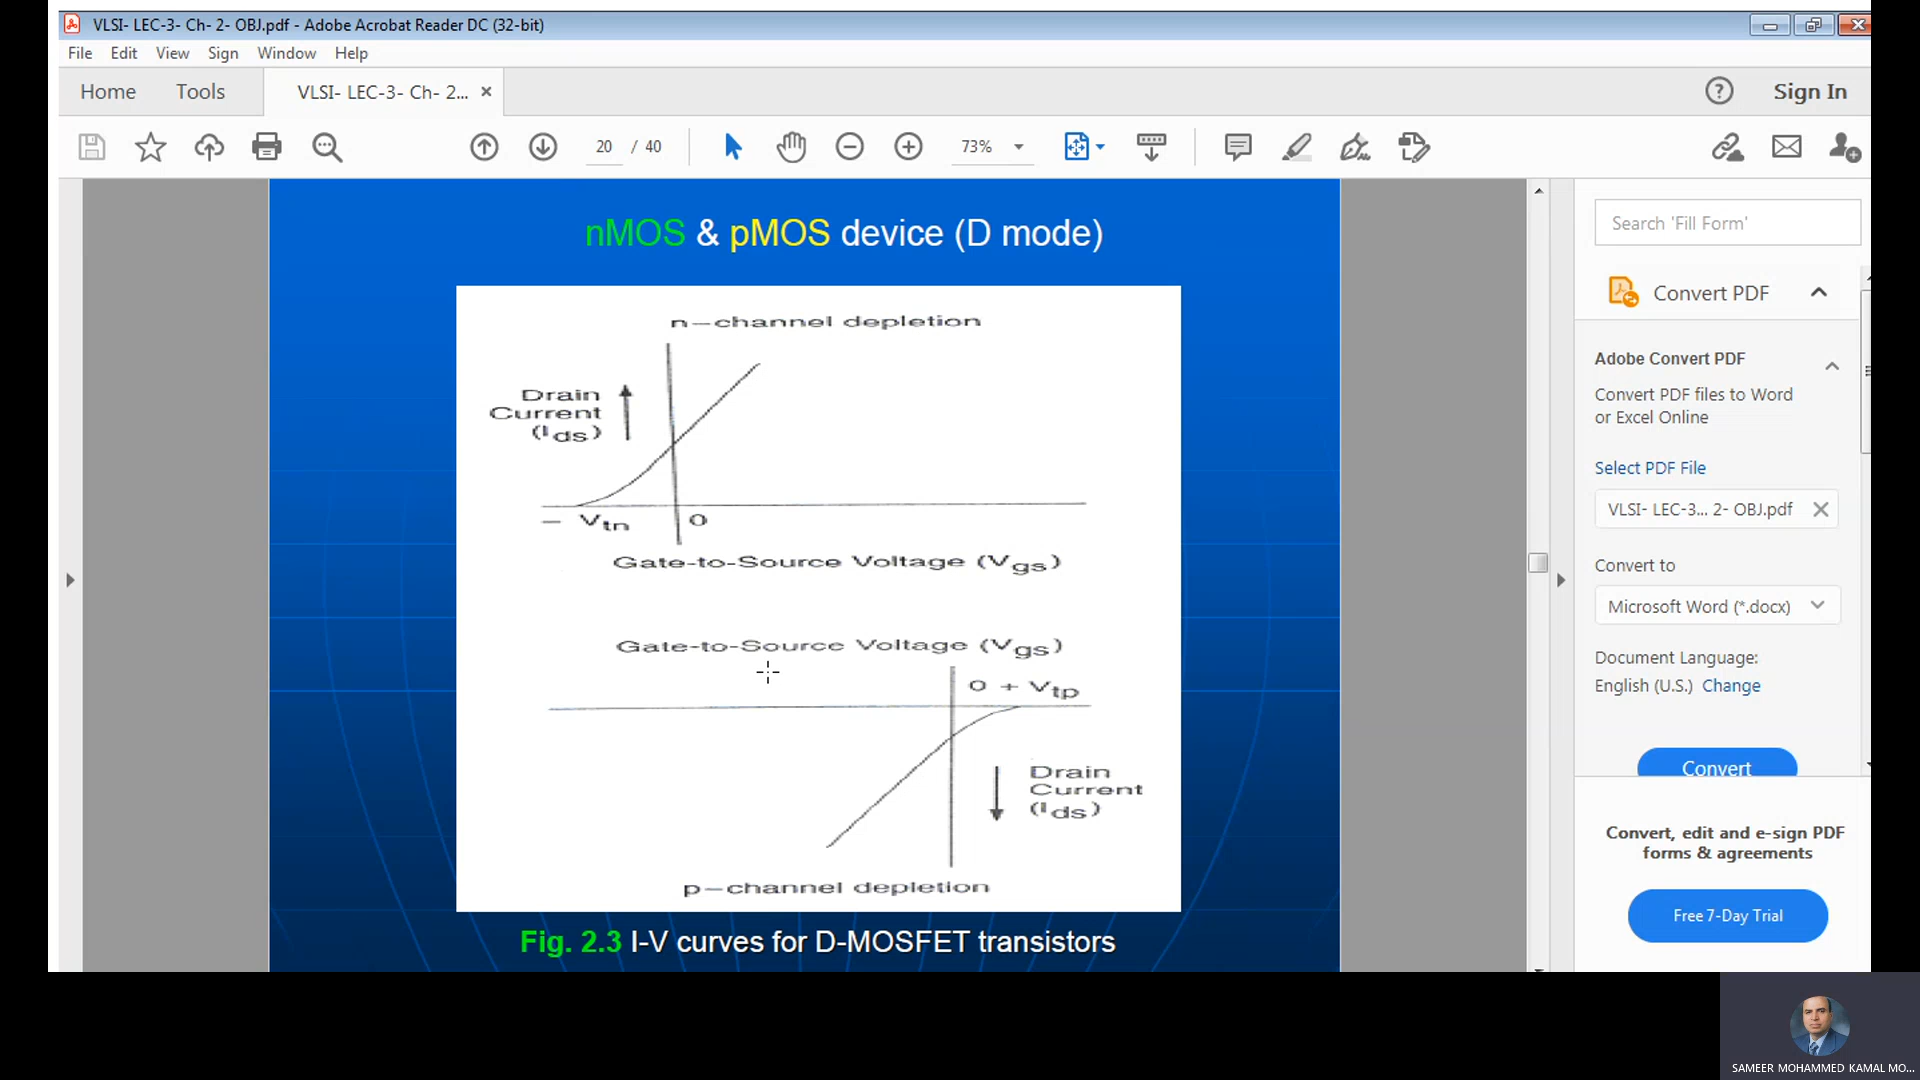 VLSI- LEC-3- Ch- 2- OBJ.pdf - Adobe Acrobat Reader DC (32-bit)
File Edit View Sign Window Help
Home Tools VLSI- LEC-3- Ch- 2... × Sign In
20 / 40 73%
nMOS & pMOS device (D mode)
n-channel depletion
Drain
Current
(Ids)
- Vtn 0
Gate-to-Source Voltage (Vgs)
Gate-to-Source Voltage (Vgs)
0 + Vtp
Drain
Current
(Ids)
p-channel depletion
Fig. 2.3 I-V curves for D-MOSFET transistors
Search 'Fill Form'
Convert PDF
Adobe Convert PDF
Convert PDF files to Word
or Excel Online
Select PDF File
VLSI- LEC-3... 2- OBJ.pdf
Convert to
Microsoft Word (*.docx)
Document Language:
English (U.S.) Change
Convert
Convert, edit and e-sign PDF
forms & agreements
Free 7-Day Trial
SAMEER MOHAMMED KAMAL MO...